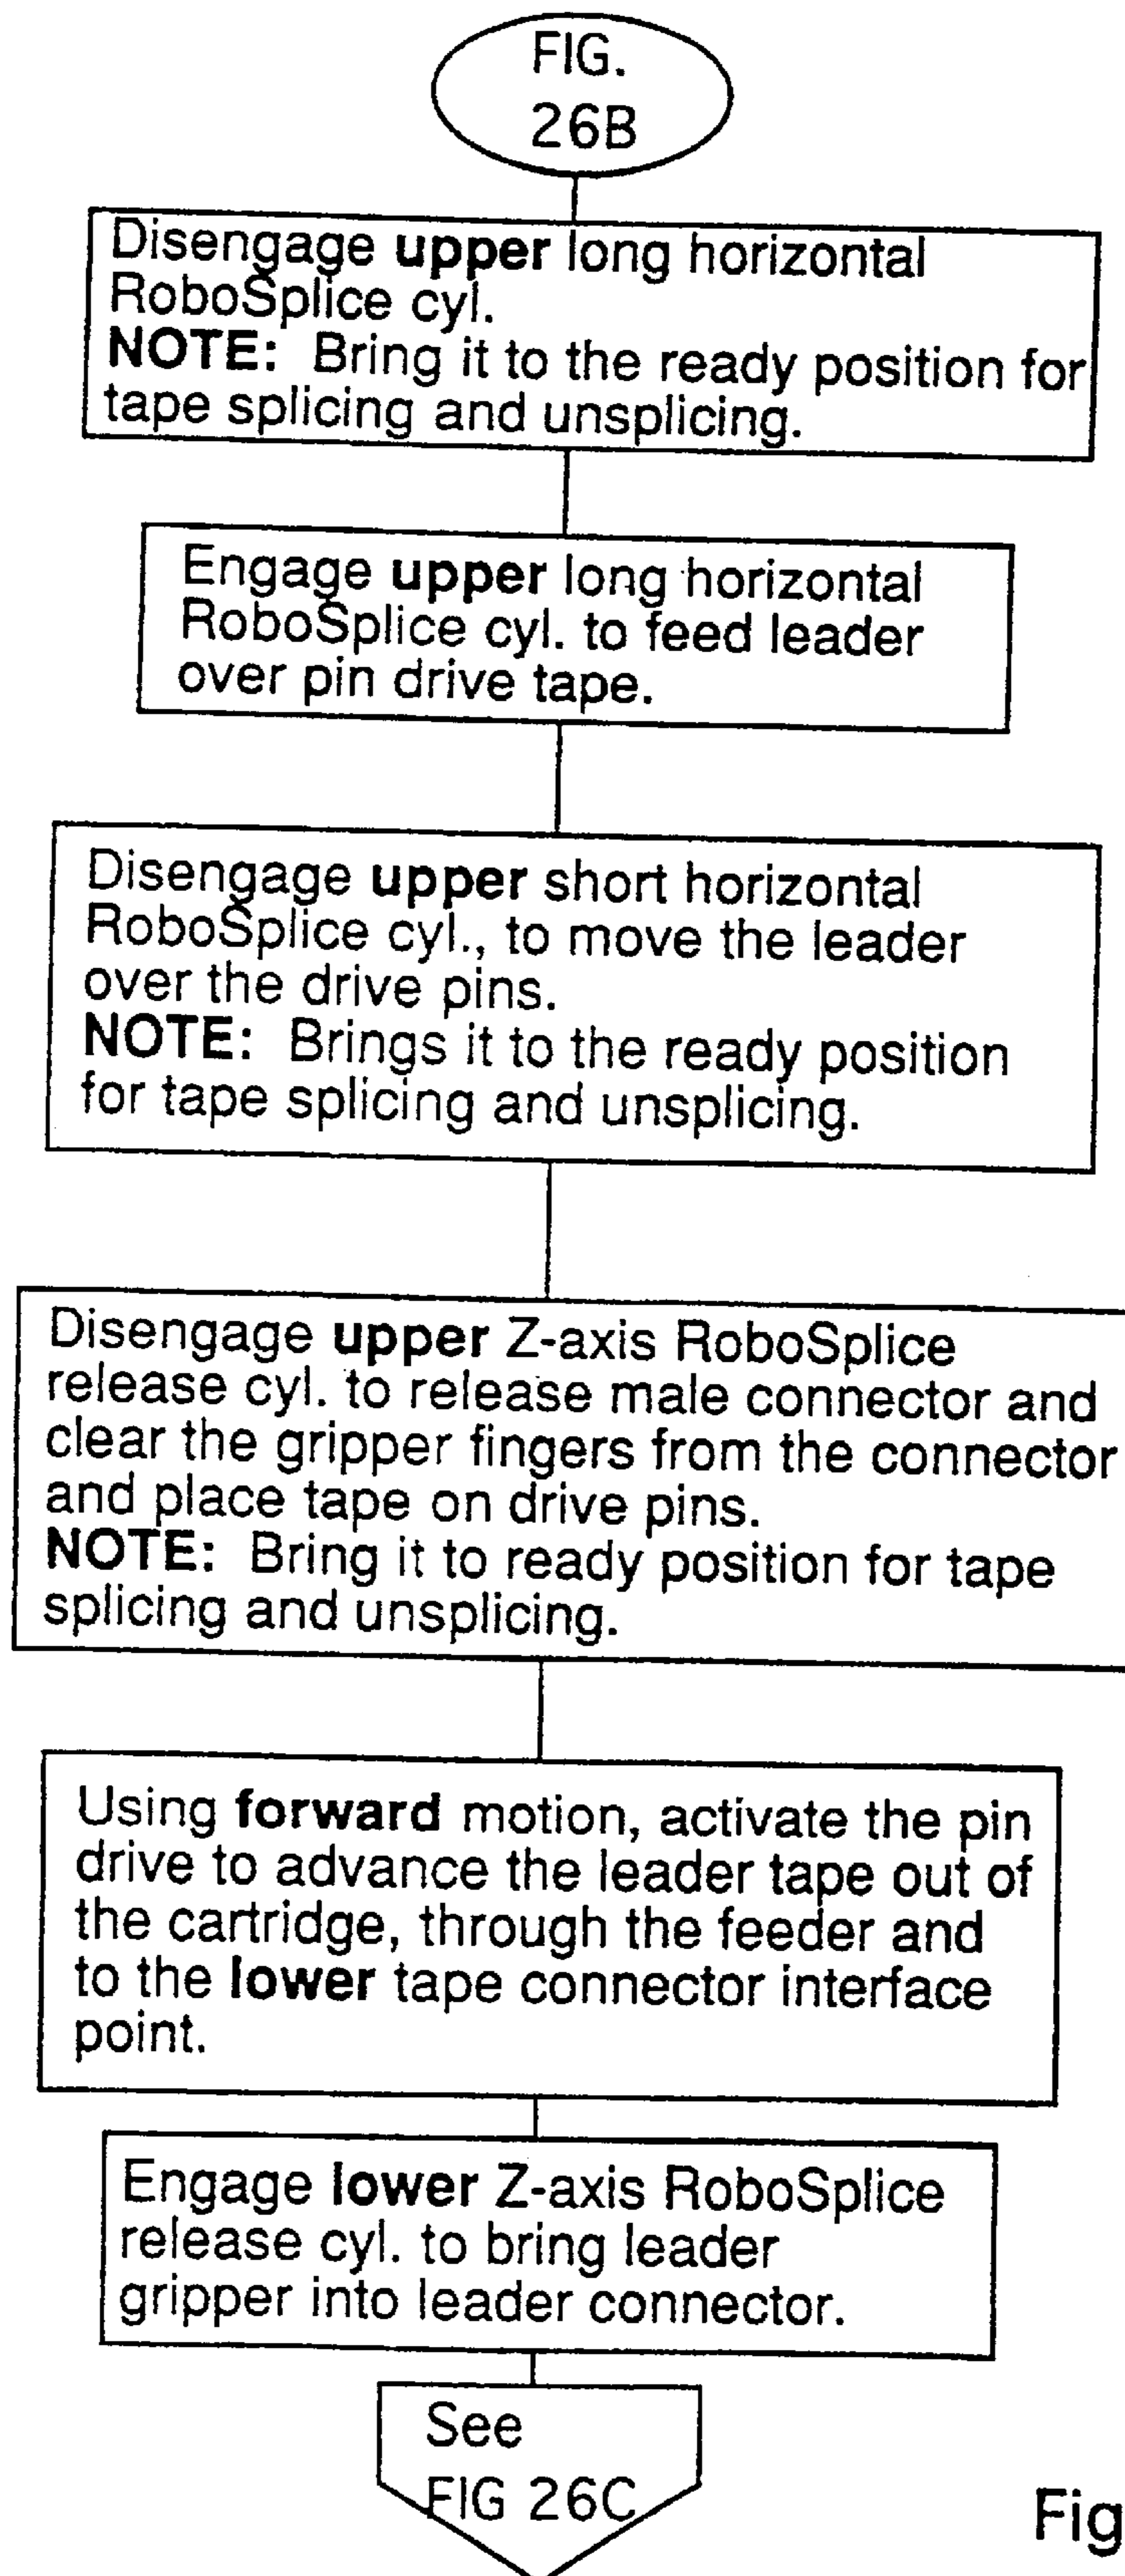 FIG.
26B
Disengage upper long horizontal
RoboSplice cyl.
NOTE: Bring it to the ready position for
tape splicing and unsplicing.
Engage upper long horizontal
RoboSplice cyl. to feed leader
over pin drive tape.
Disengage upper short horizontal
RoboSplice cyl., to move the leader
over the drive pins.
NOTE: Brings it to the ready position
for tape splicing and unsplicing.
Disengage upper Z-axis RoboSplice
release cyl. to release male connector and
clear the gripper fingers from the connector
and place tape on drive pins.
NOTE: Bring it to ready position for tape
splicing and unsplicing.
Using forward motion, activate the pin
drive to advance the leader tape out of
the cartridge, through the feeder and
to the lower tape connector interface
point.
Engage lower Z-axis RoboSplice
release cyl. to bring leader
gripper into leader connector.
See
FIG 26C
Fig